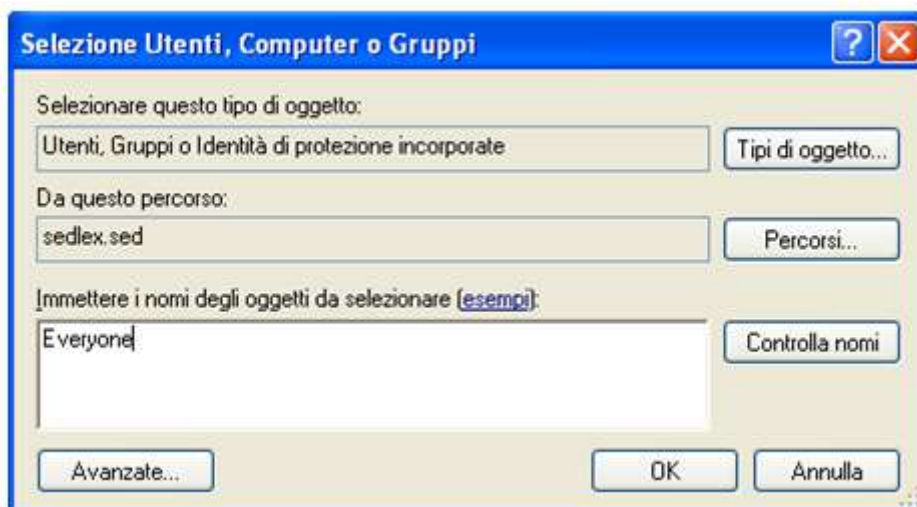 Selezione Utenti, Computer o Gruppi
Selezionare questo tipo di oggetto:
Utenti, Gruppi o Identità di protezione incorporate
Tipi di oggetto...
Da questo percorso:
sedlex.sed
Percorsi...
Immettere i nomi degli oggetti da selezionare (esempi):
Everyone
Controlla nomi
Avanzate...
OK
Annulla